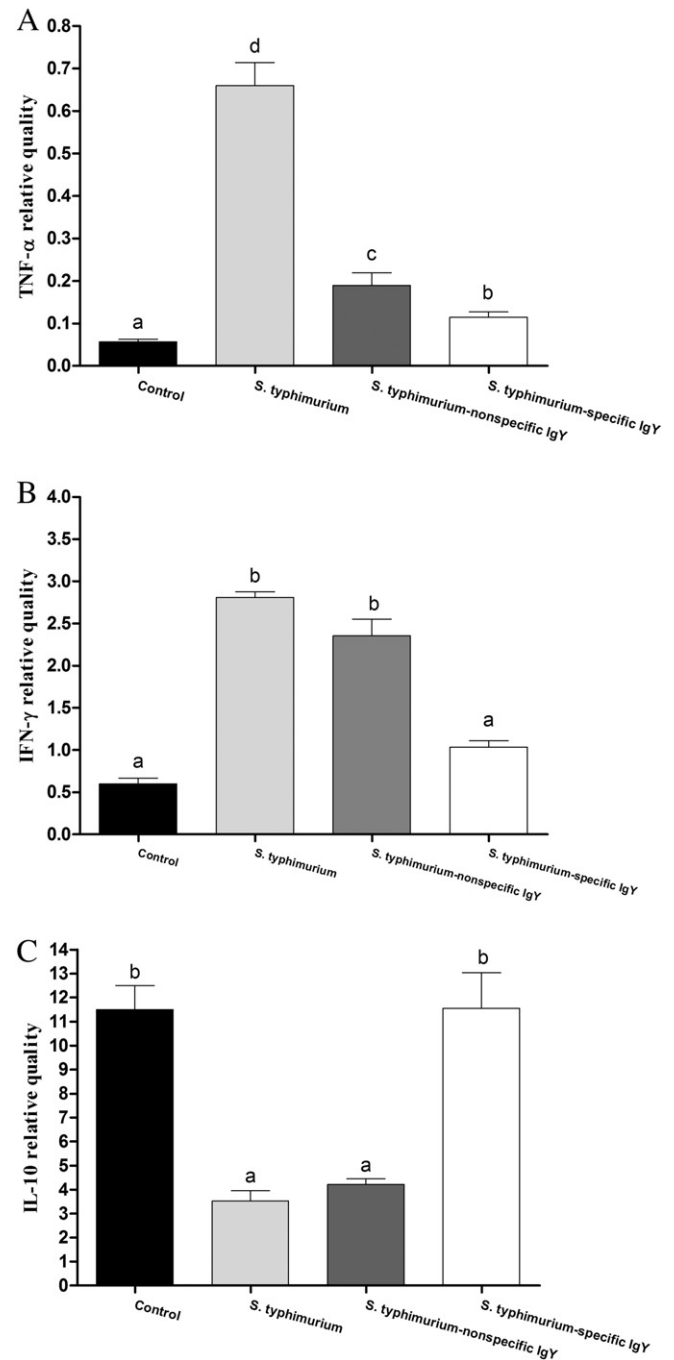 A
TNF-α relative quality
0.8
0.7
0.6
0.5
0.4
0.3
0.2
0.1
0.0
a
d
c
b
Control
S. typhimurium
S. typhimurium-nonspecific IgY
S. typhimurium-specific IgY
B
IFN-γ relative quality
4.0
3.5
3.0
2.5
2.0
1.5
1.0
0.5
0.0
a
b
b
a
Control
S. typhimurium
S. typhimurium-nonspecific IgY
S. typhimurium-specific IgY
C
IL-10 relative quality
14
13
12
11
10
9
8
7
6
5
4
3
2
1
0
b
a
a
b
Control
S. typhimurium
S. typhimurium-nonspecific IgY
S. typhimurium-specific IgY